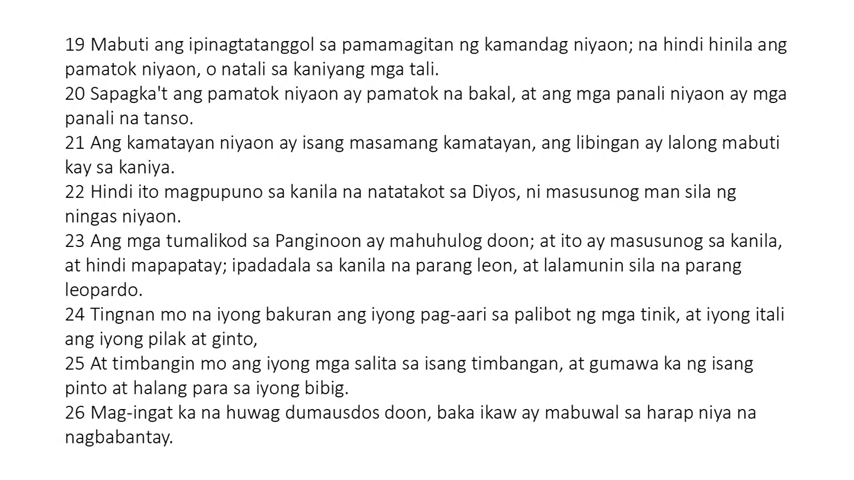 19 Mabuti ang ipinagtatanggol sa pamamagitan ng kamandag niyaon; na hindi hinila ang
pamatok niyaon, o natali sa kaniyang mga tali.
20 Sapagka't ang pamatok niyaon ay pamatok na bakal, at ang mga panali niyaon ay mga
panali na tanso.
21 Ang kamatayan niyaon ay isang masamang kamatayan, ang libingan ay lalong mabuti
kay sa kaniya.
22 Hindi ito magpupuno sa kanila na natatakot sa Diyos, ni masusunog man sila ng
ningas niyaon.
23 Ang mga tumalikod sa Panginoon ay mahuhulog doon; at ito ay masusunog sa kanila,
at hindi mapapatay; ipadadala sa kanila na parang leon, at lalamunin sila na parang
leopardo.
24 Tingnan mo na iyong bakuran ang iyong pag-aari sa palibot ng mga tinik, at iyong itali
ang iyong pilak at ginto,
25 At timbangin mo ang iyong mga salita sa isang timbangan, at gumawa ka ng isang
pinto at halang para sa iyong bibig.
26 Mag-ingat ka na huwag dumausdos doon, baka ikaw ay mabuwal sa harap niya na
nagbabantay.